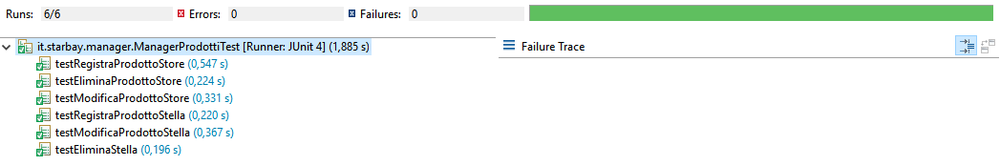 Runs: 6/6 Errors: 0 Failures: 0
it.starbay.manager.ManagerProdottiTest [Runner: JUnit 4] (1,885 s)
Failure Trace
testRegistraProdottoStore (0,547 s)
testEliminaProdottoStore (0,224 s)
testModificaProdottoStore (0,331 s)
testRegistraProdottoStella (0,220 s)
testModificaProdottoStella (0,367 s)
testEliminaStella (0,196 s)